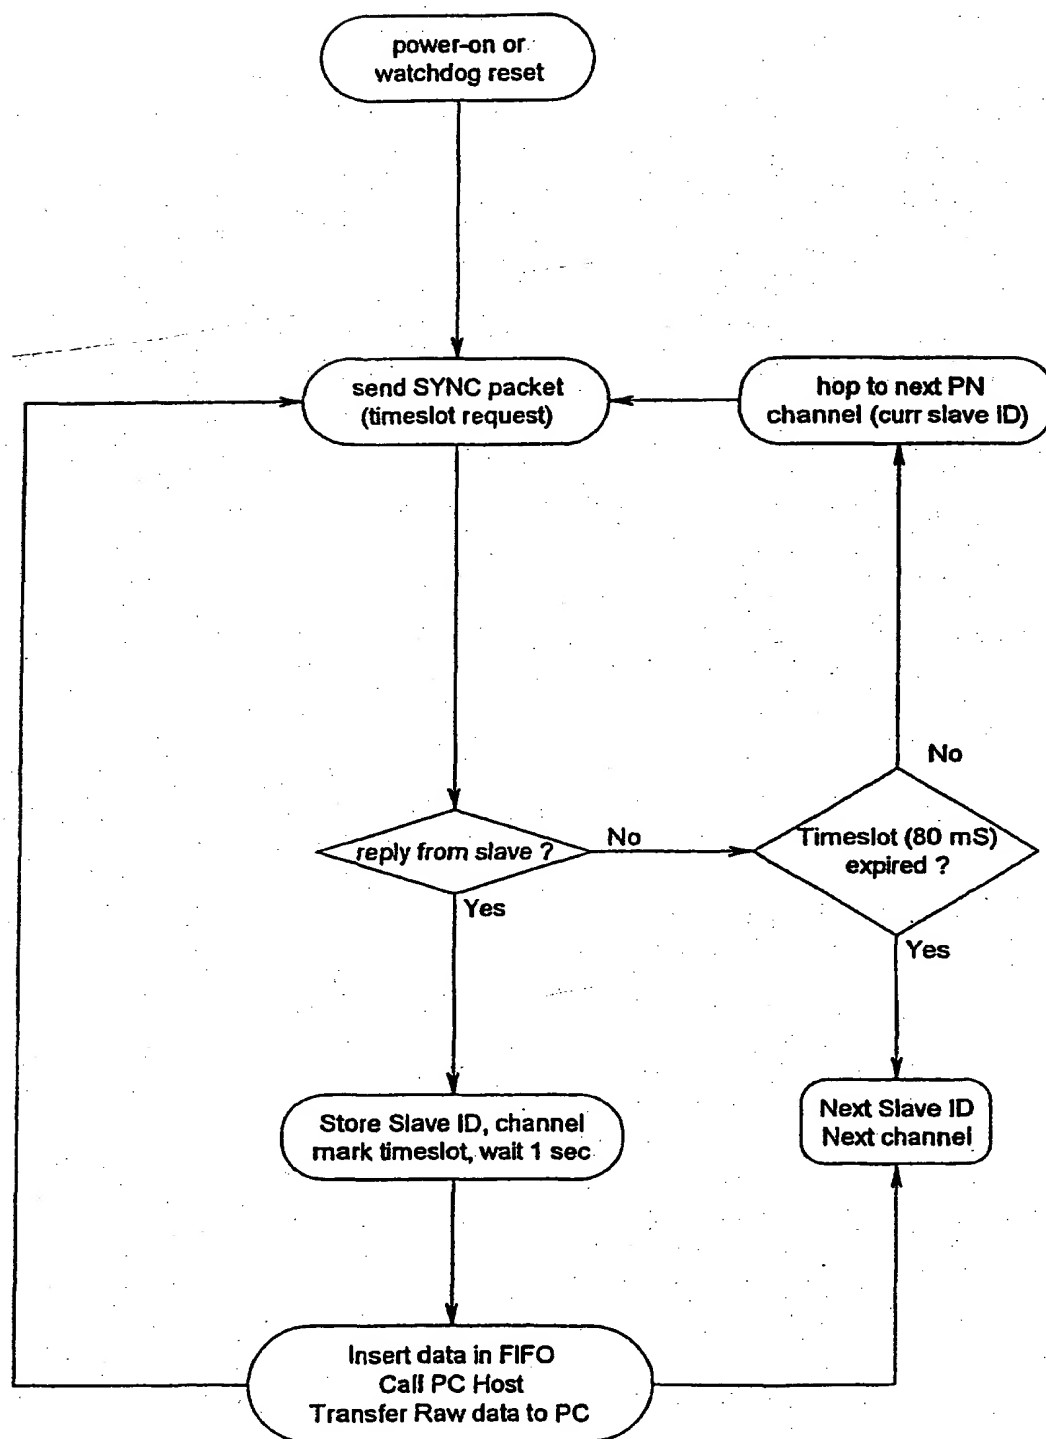 power-on or
watchdog reset
send SYNC packet
(timeslot request)
hop to next PN
channel (curr slave ID)
No
reply from slave ?
No
Timeslot (80 mS)
expired ?
Yes
Yes
Store Slave ID, channel
mark timeslot, wait 1 sec
Next Slave ID
Next channel
Insert data in FIFO
Call PC Host
Transfer Raw data to PC